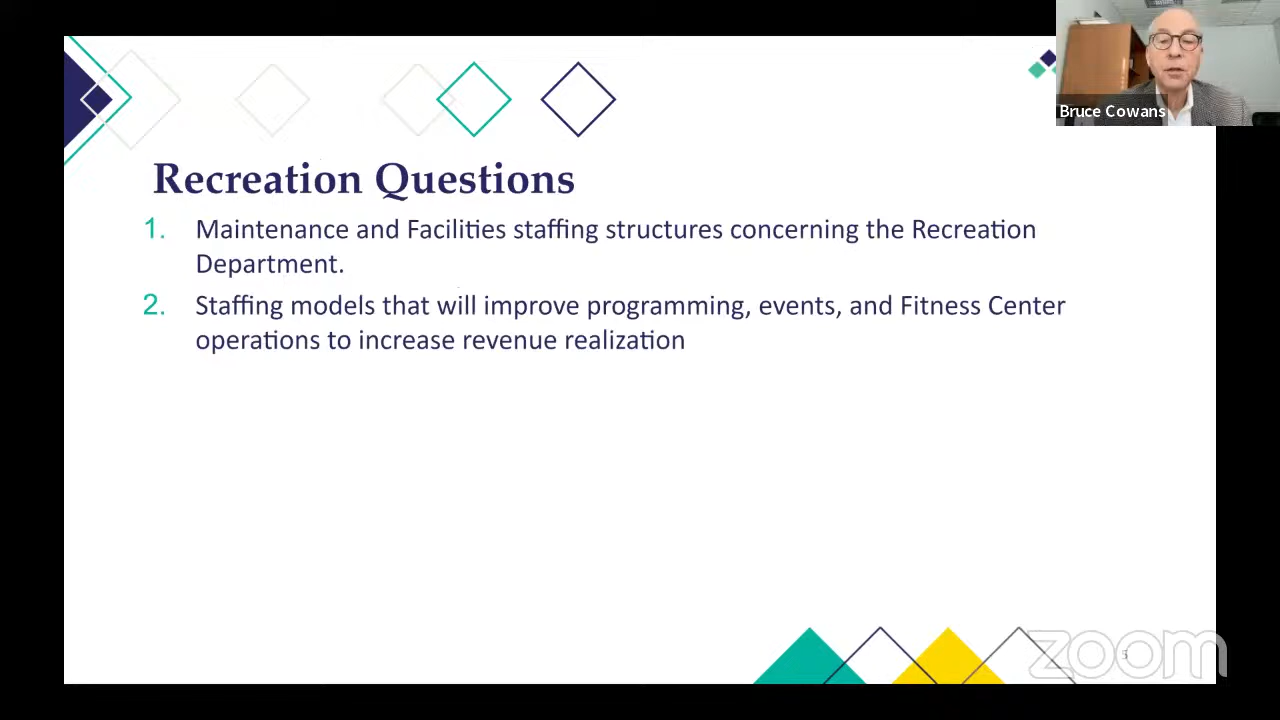 Bruce Cowans
Recreation Questions
1. Maintenance and Facilities staffing structures concerning the Recreation
Department.
2. Staffing models that will improve programming, events, and Fitness Center
operations to increase revenue realization
5
zoom